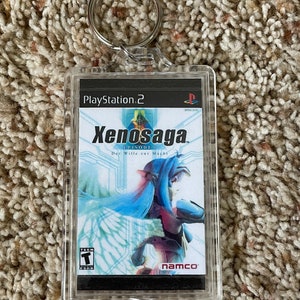 PlayStation 2
Xenosaga
EPISODE I
Der Wille zur Macht
T
namco